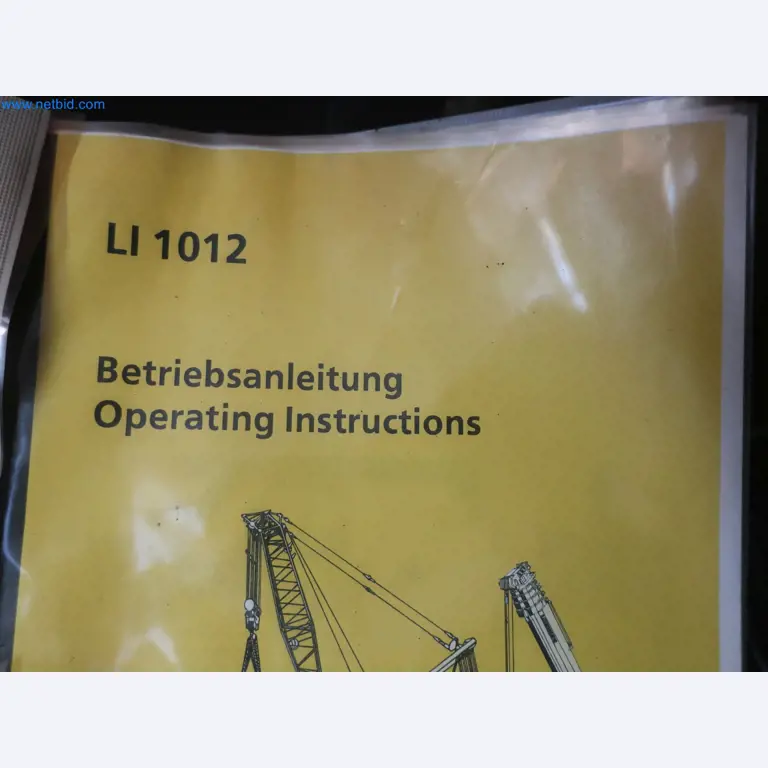 www.netbid.com
LI 1012
Betriebsanleitung
Operating Instructions